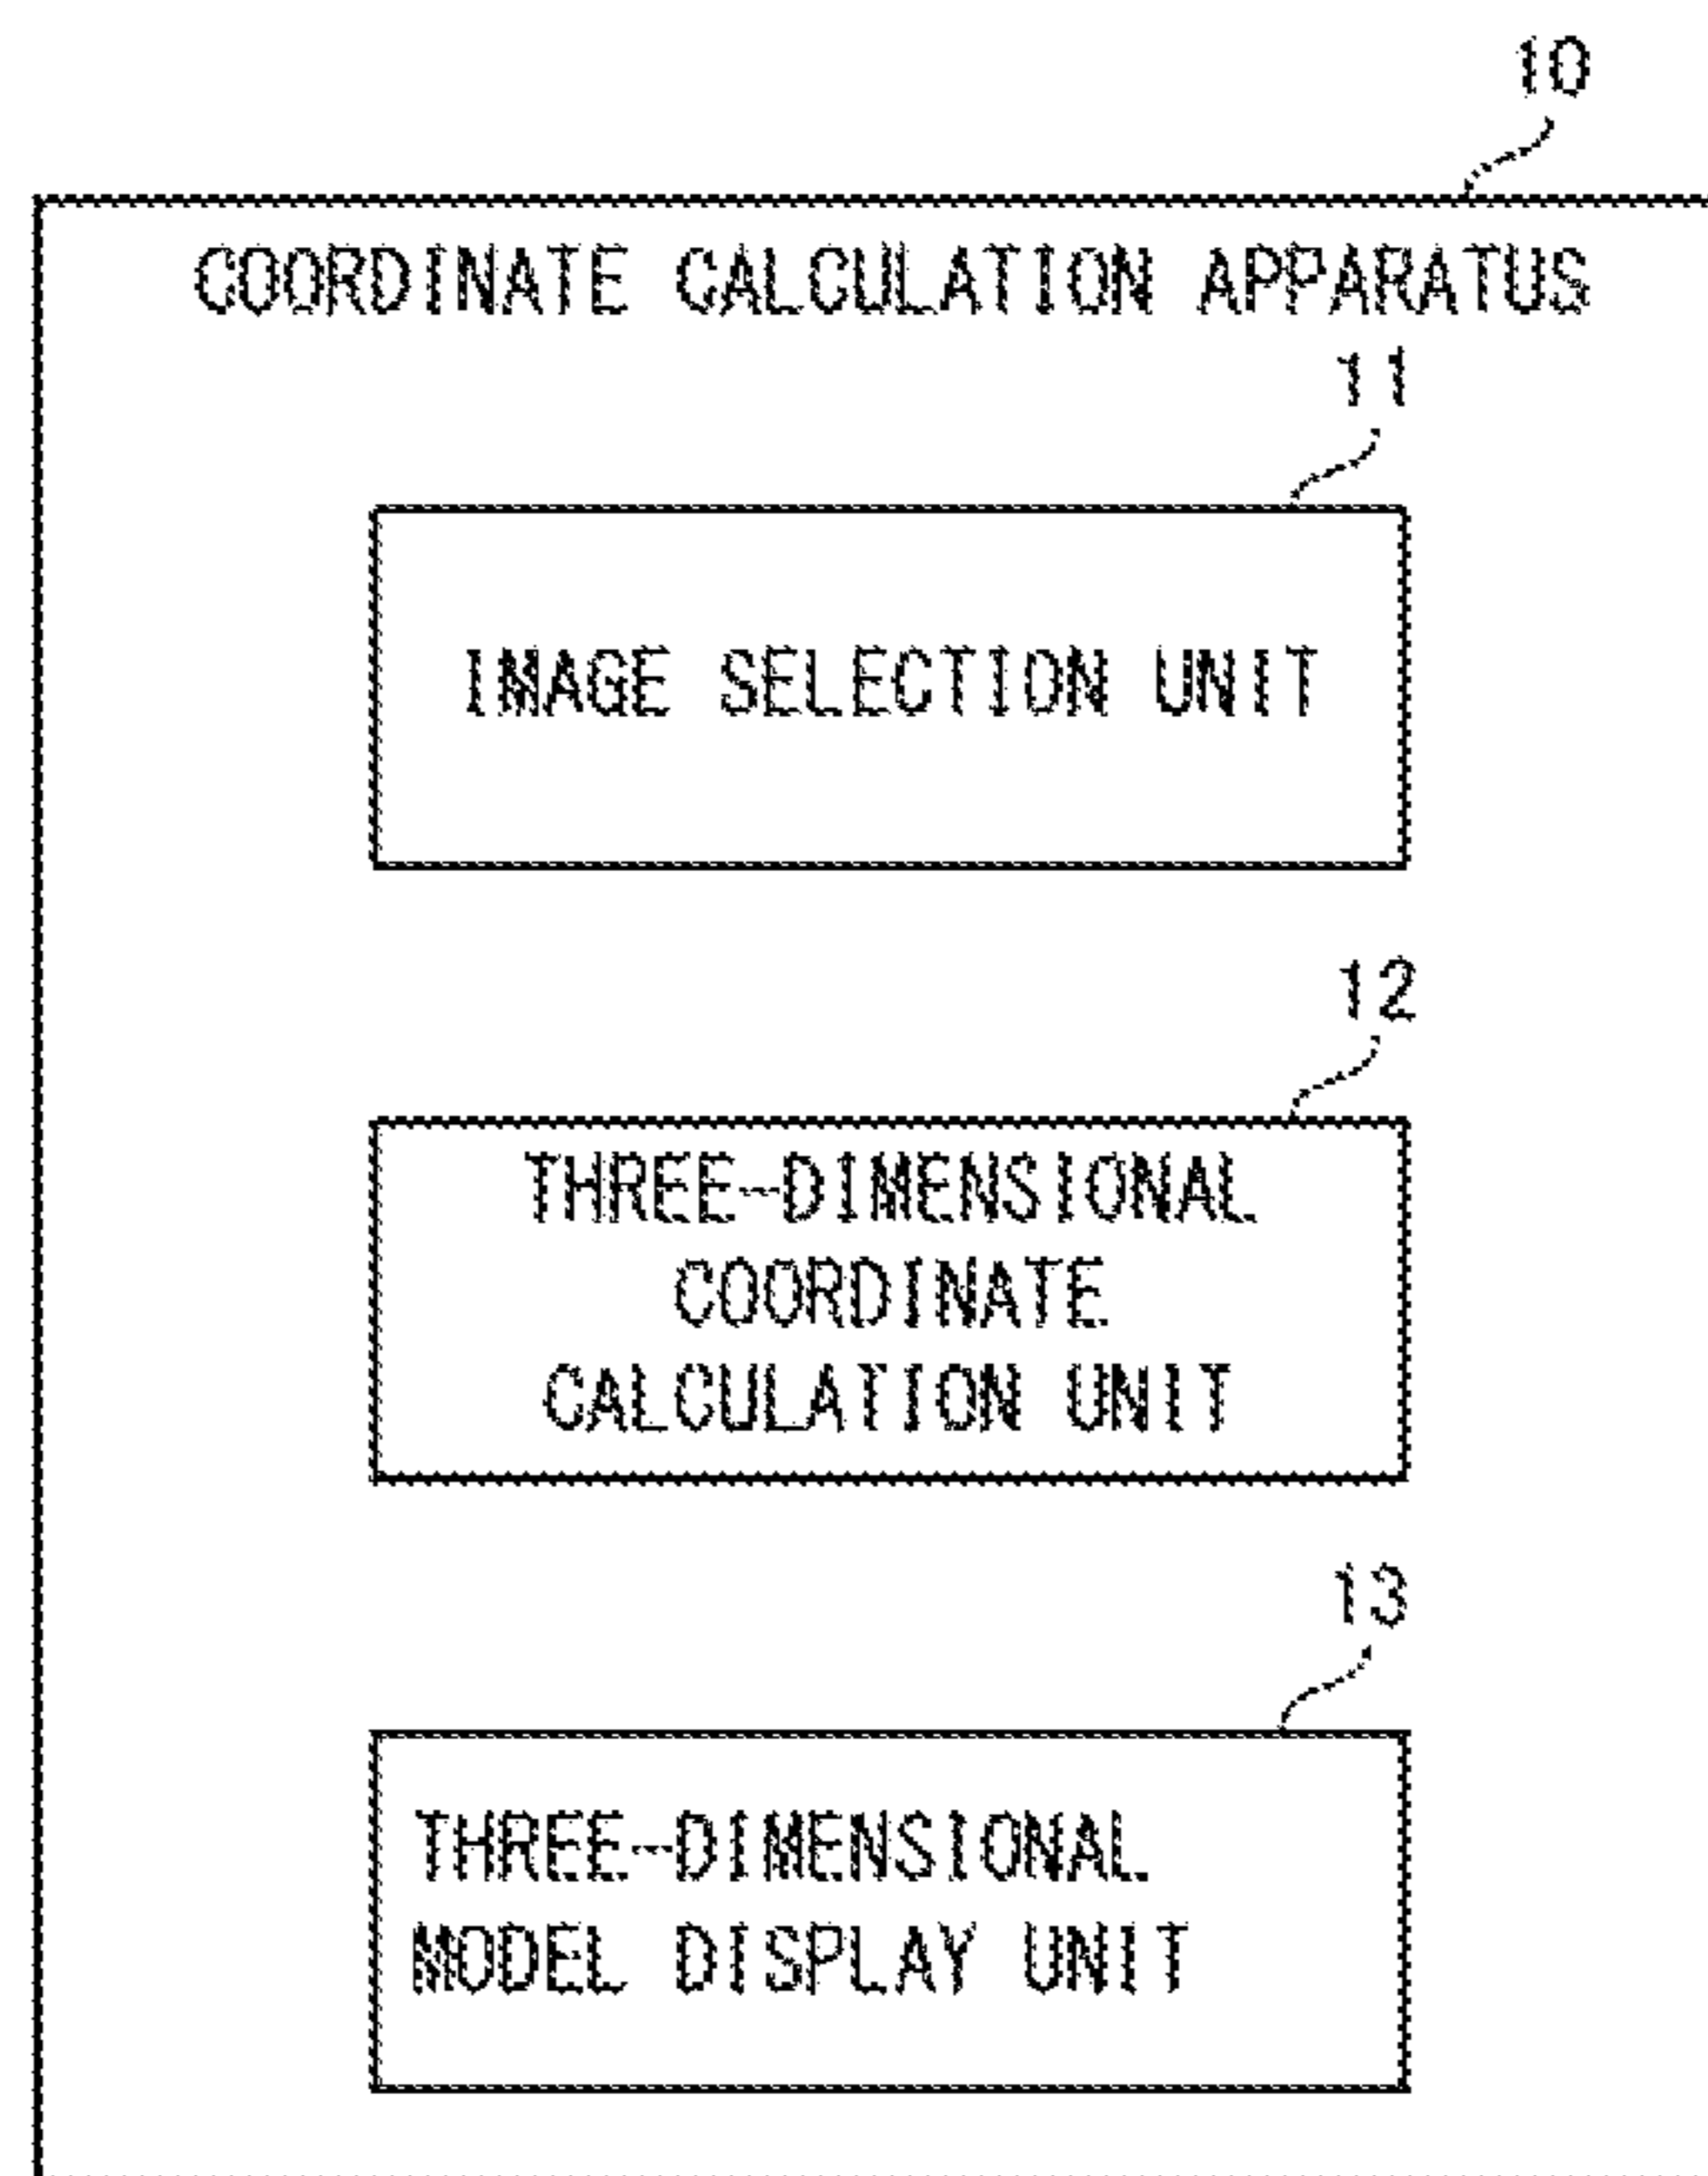 10
COORDINATE CALCULATION APPARATUS
11
IMAGE SELECTION UNIT
12
THREE-DIMENSIONAL
COORDINATE
CALCULATION UNIT
13
THREE-DIMENSIONAL
MODEL DISPLAY UNIT